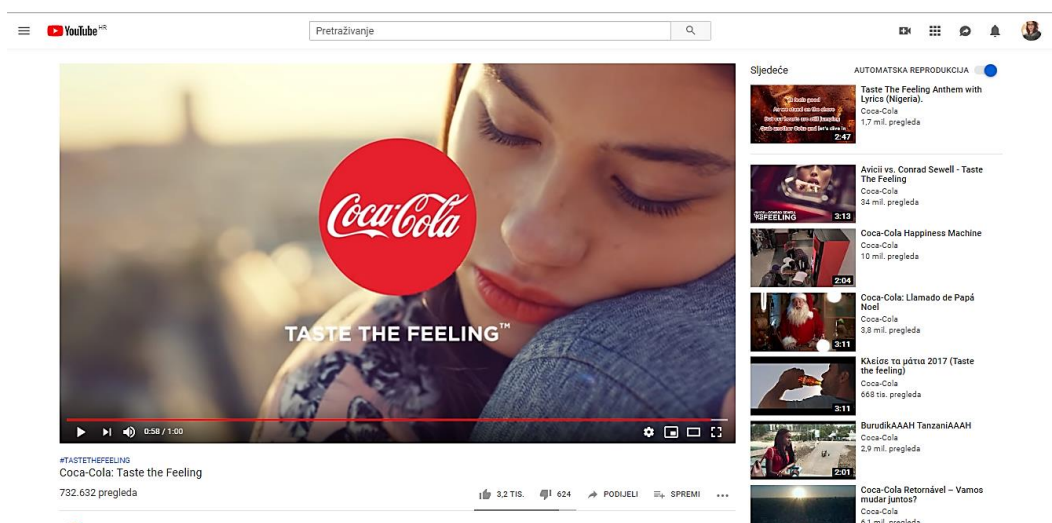 YouTube HR
Pretraživanje
Coca-Cola
TASTE THE FEELING™
0:58 / 1:00
#TASTETHEFEELING
Coca-Cola: Taste the Feeling
732.632 pregleda
3,2 TIS.
624
PODIJELI
SPREMI
Sljedeće
AUTOMATSKA REPRODUKCIJA
2:47
Taste The Feeling Anthem with
Lyrics (Nigeria).
Coca-Cola
1,7 mil. pregleda
3:13
Avicii vs. Conrad Sewell - Taste
The Feeling
Coca-Cola
34 mil. pregleda
2:04
Coca-Cola Happiness Machine
Coca-Cola
10 mil. pregleda
3:11
Coca-Cola: Llamado de Papá
Noel
Coca-Cola
3,8 mil. pregleda
3:11
Κλείσε τα μάτια 2017 (Taste
the feeling)
Coca-Cola
668 tis. pregleda
2:01
BurudikAAAH TanzaniAAAH
Coca-Cola
2,9 mil. pregleda
Coca-Cola Retornável – Vamos
mudar juntos?
Coca-Cola
6,1 mil. pregleda